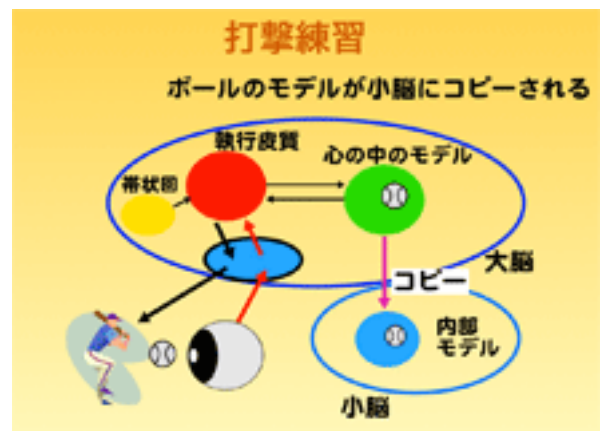 打撃練習
ボールのモデルが小脳にコピーされる
執行皮質
心の中のモデル
帯状回
大脳
コピー
内部
モデル
小脳